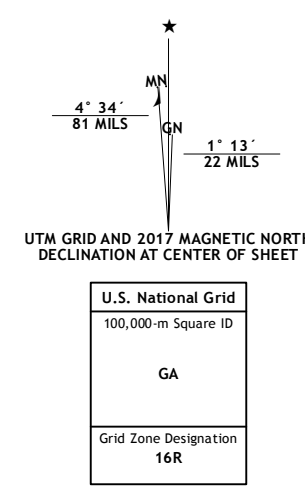 MN
4° 34´
81 MILS
GN
1° 13´
22 MILS
UTM GRID AND 2017 MAGNETIC NORTH
DECLINATION AT CENTER OF SHEET
U.S. National Grid
100,000-m Square ID
GA
Grid Zone Designation
16R